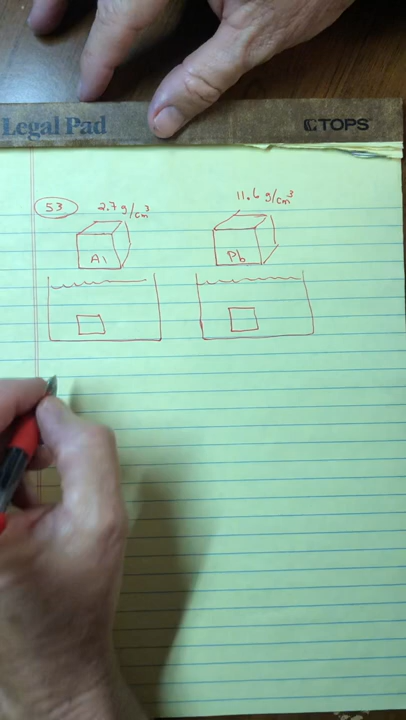 Legal Pad
TOPS
53
2.7 g/cm³
11.6 g/cm³
Al
Pb